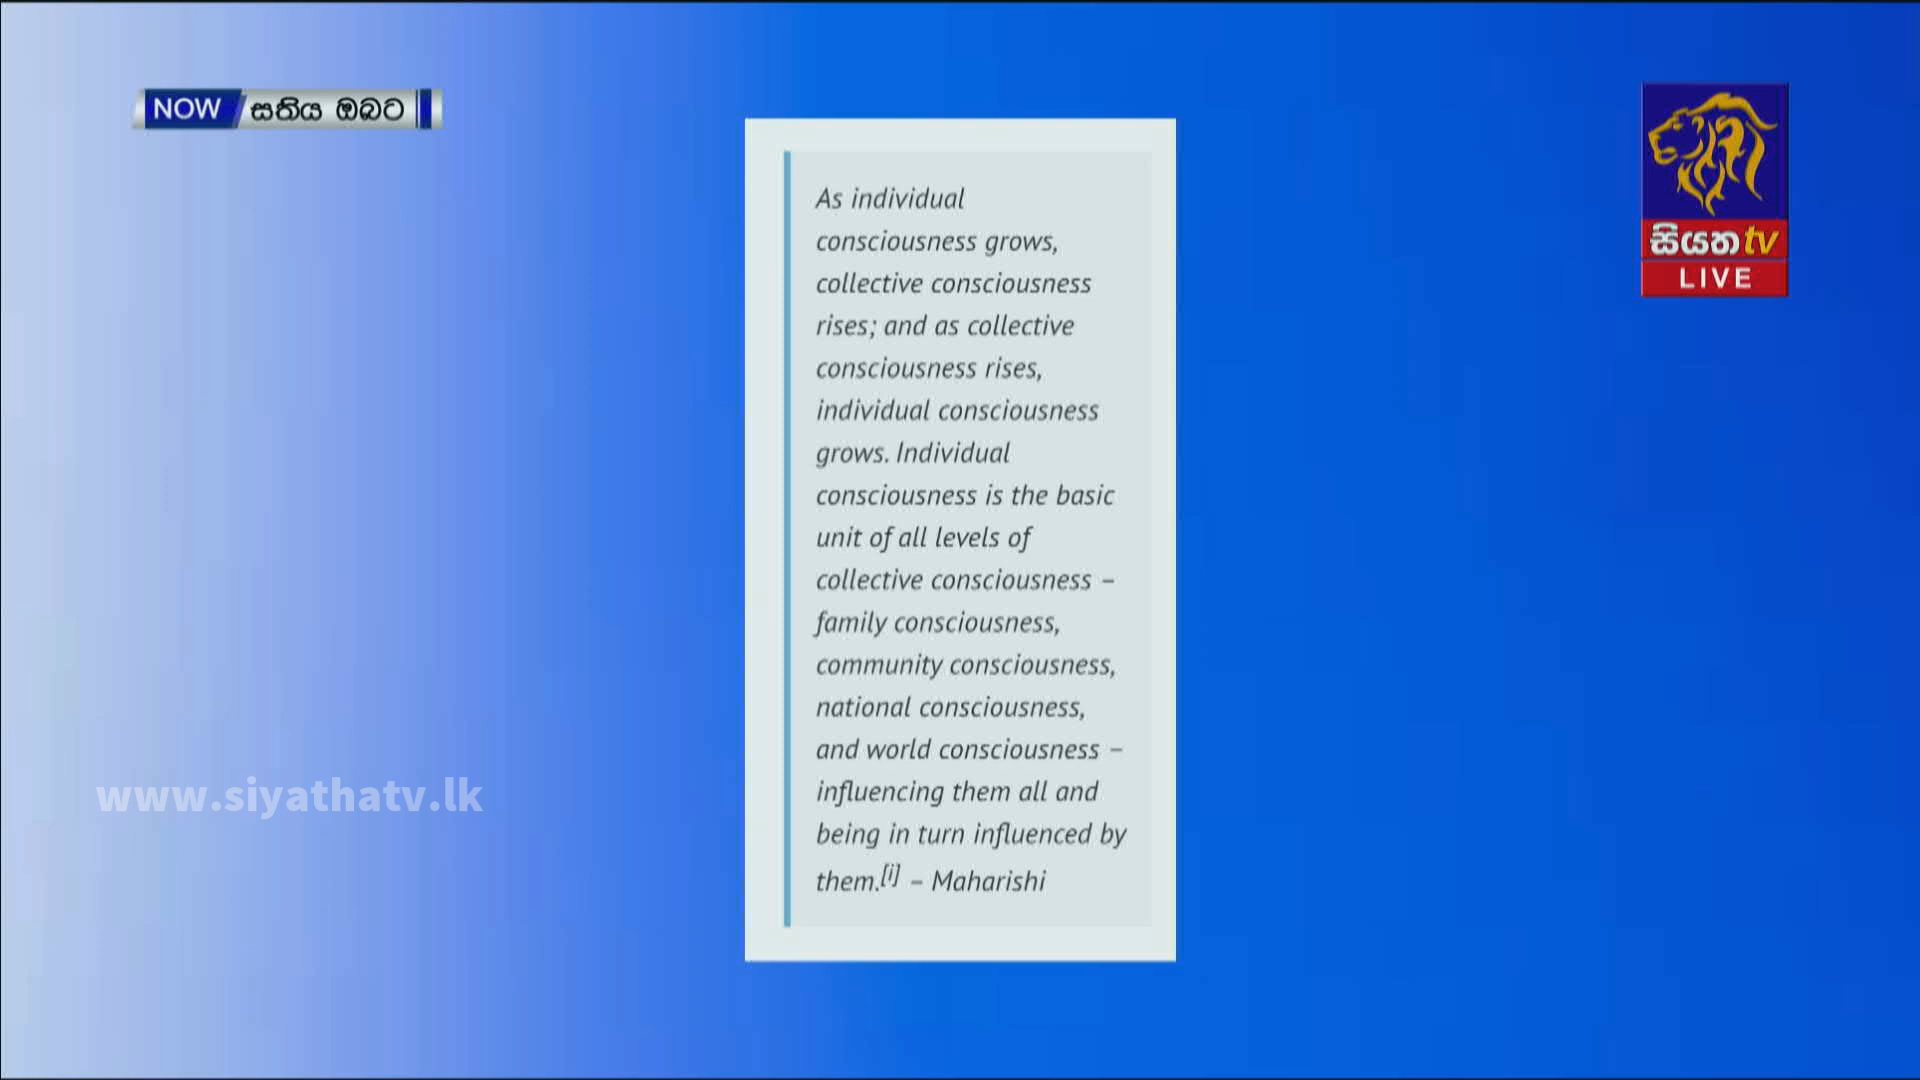 NOW සතිය ඔබට
සියත tv
LIVE
As individual
consciousness grows,
collective consciousness
rises; and as collective
consciousness rises,
individual consciousness
grows. Individual
consciousness is the basic
unit of all levels of
collective consciousness –
family consciousness,
community consciousness,
national consciousness,
and world consciousness –
influencing them all and
being in turn influenced by
them.[i] – Maharishi
www.siyathatv.lk